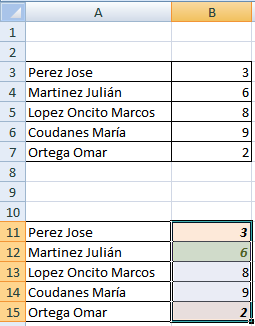 A B
1
2
3 Perez Jose 3
4 Martinez Julián 6
5 Lopez Oncito Marcos 8
6 Coudanes María 9
7 Ortega Omar 2
8
9
10
11 Perez Jose 3
12 Martinez Julián 6
13 Lopez Oncito Marcos 8
14 Coudanes María 9
15 Ortega Omar 2